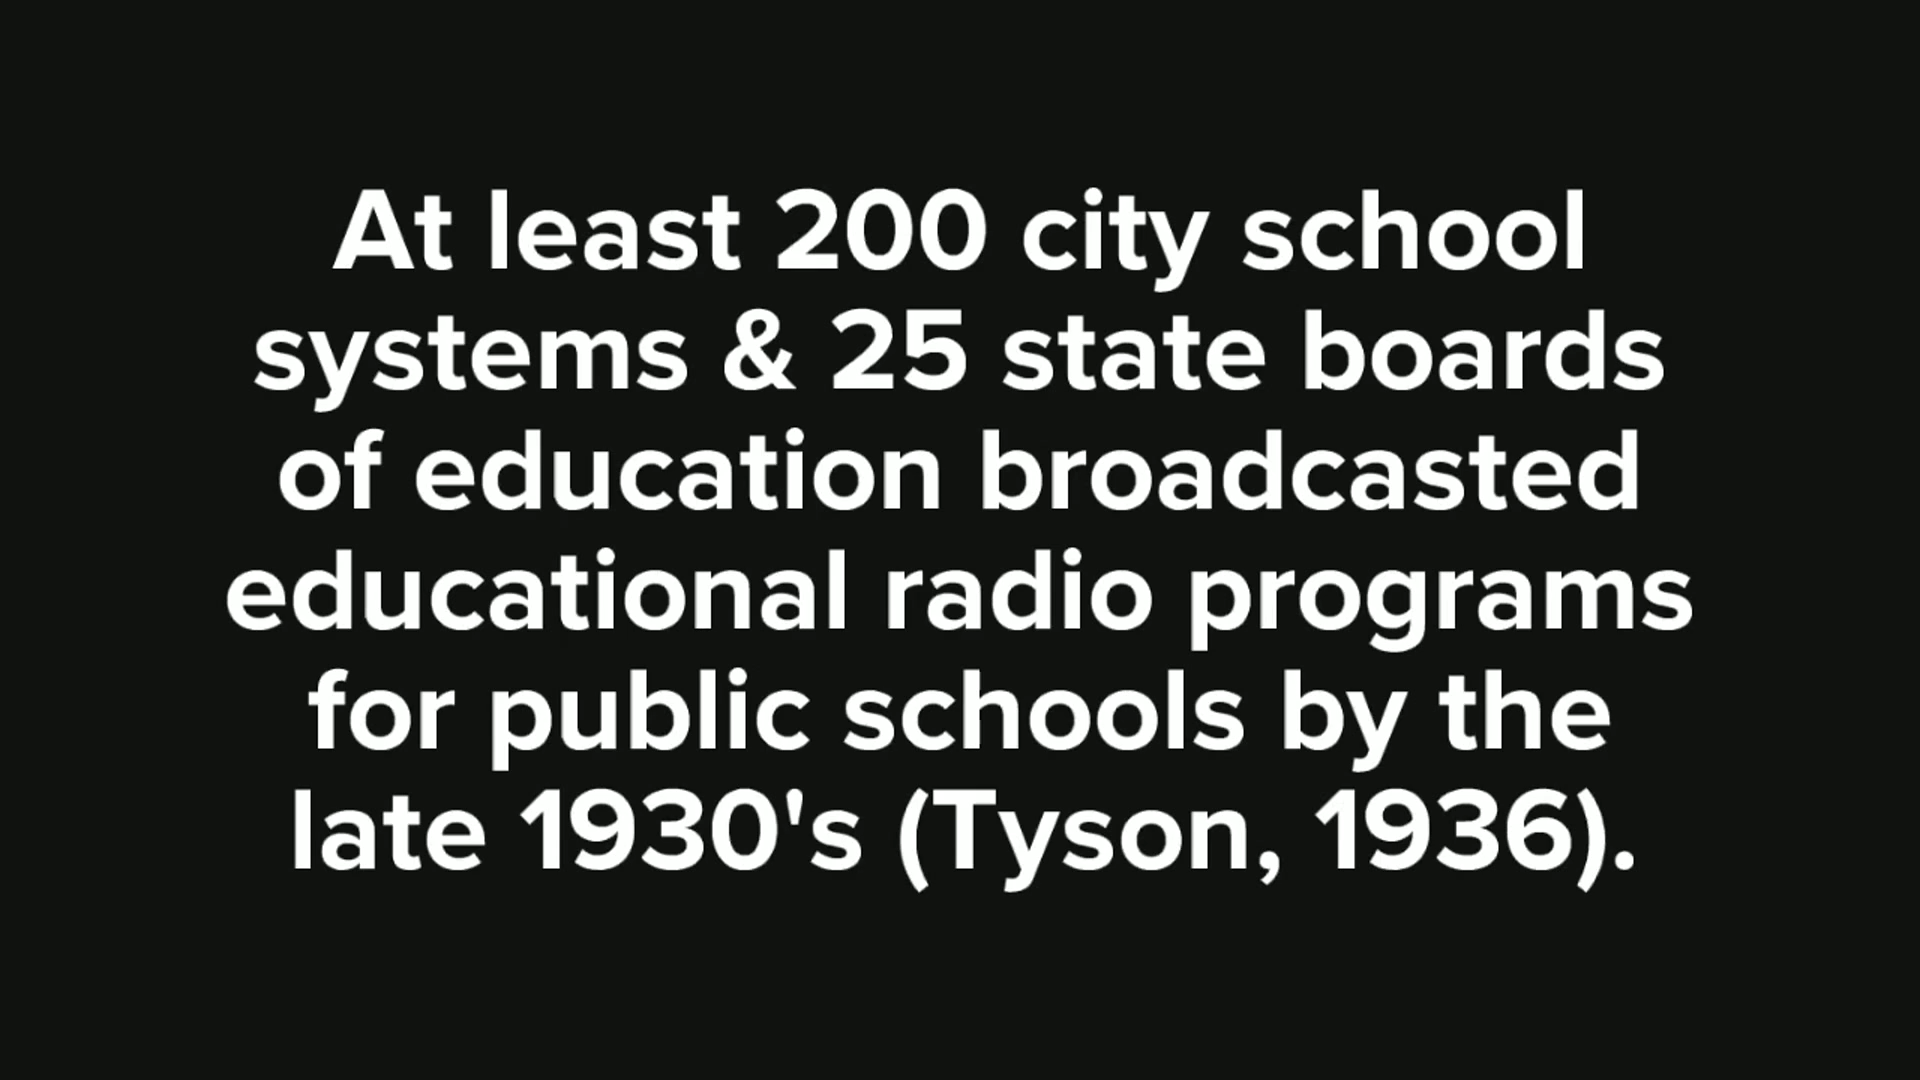 At least 200 city school
systems & 25 state boards
of education broadcasted
educational radio programs
for public schools by the
late 1930's (Tyson, 1936).